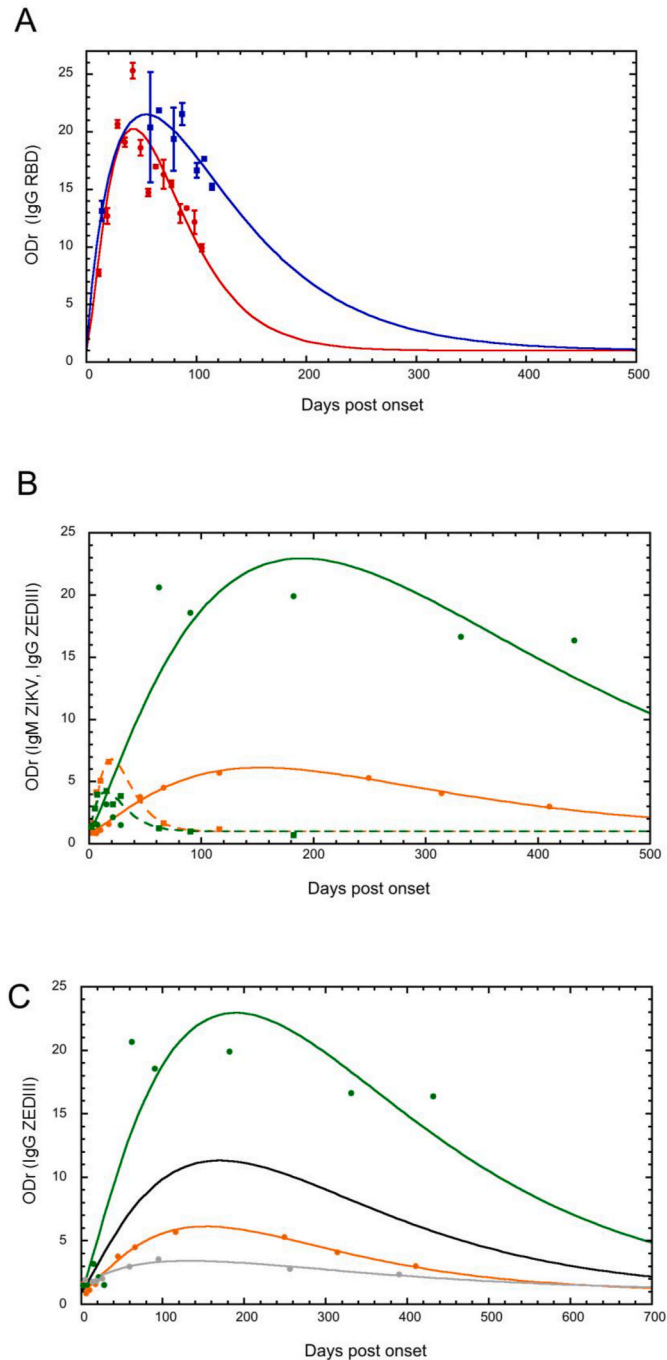 A
25
20
15
10
5
0
ODr (IgG RBD)
0 100 200 300 400 500
Days post onset
B
25
20
15
10
5
0
ODr (IgM ZIKV, IgG ZEDIII)
0 100 200 300 400 500
Days post onset
C
25
20
15
10
5
0
ODr (IgG ZEDIII)
0 100 200 300 400 500 600 700
Days post onset